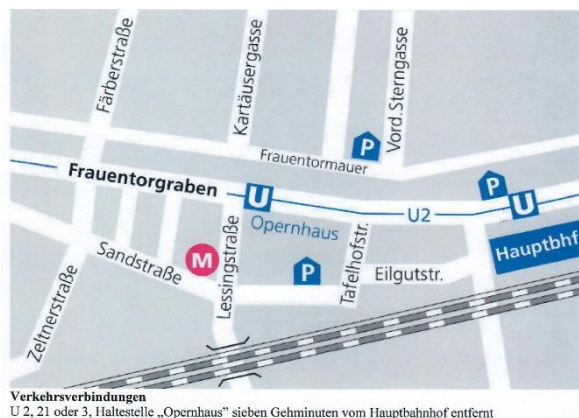 Färberstraße
Kartäusergasse
Vord. Sterngasse
P
Frauentormauer
Frauentorgraben
U
P
Opernhaus
U2
U
Sandstraße
M
Lessingstraße
P
Tafelhofstr.
Eilgutstr.
Hauptbhf
Zeltnerstraße
Verkehrsverbindungen
U 2, 21 oder 3, Haltestelle „Opernhaus” sieben Gehminuten vom Hauptbahnhof entfernt